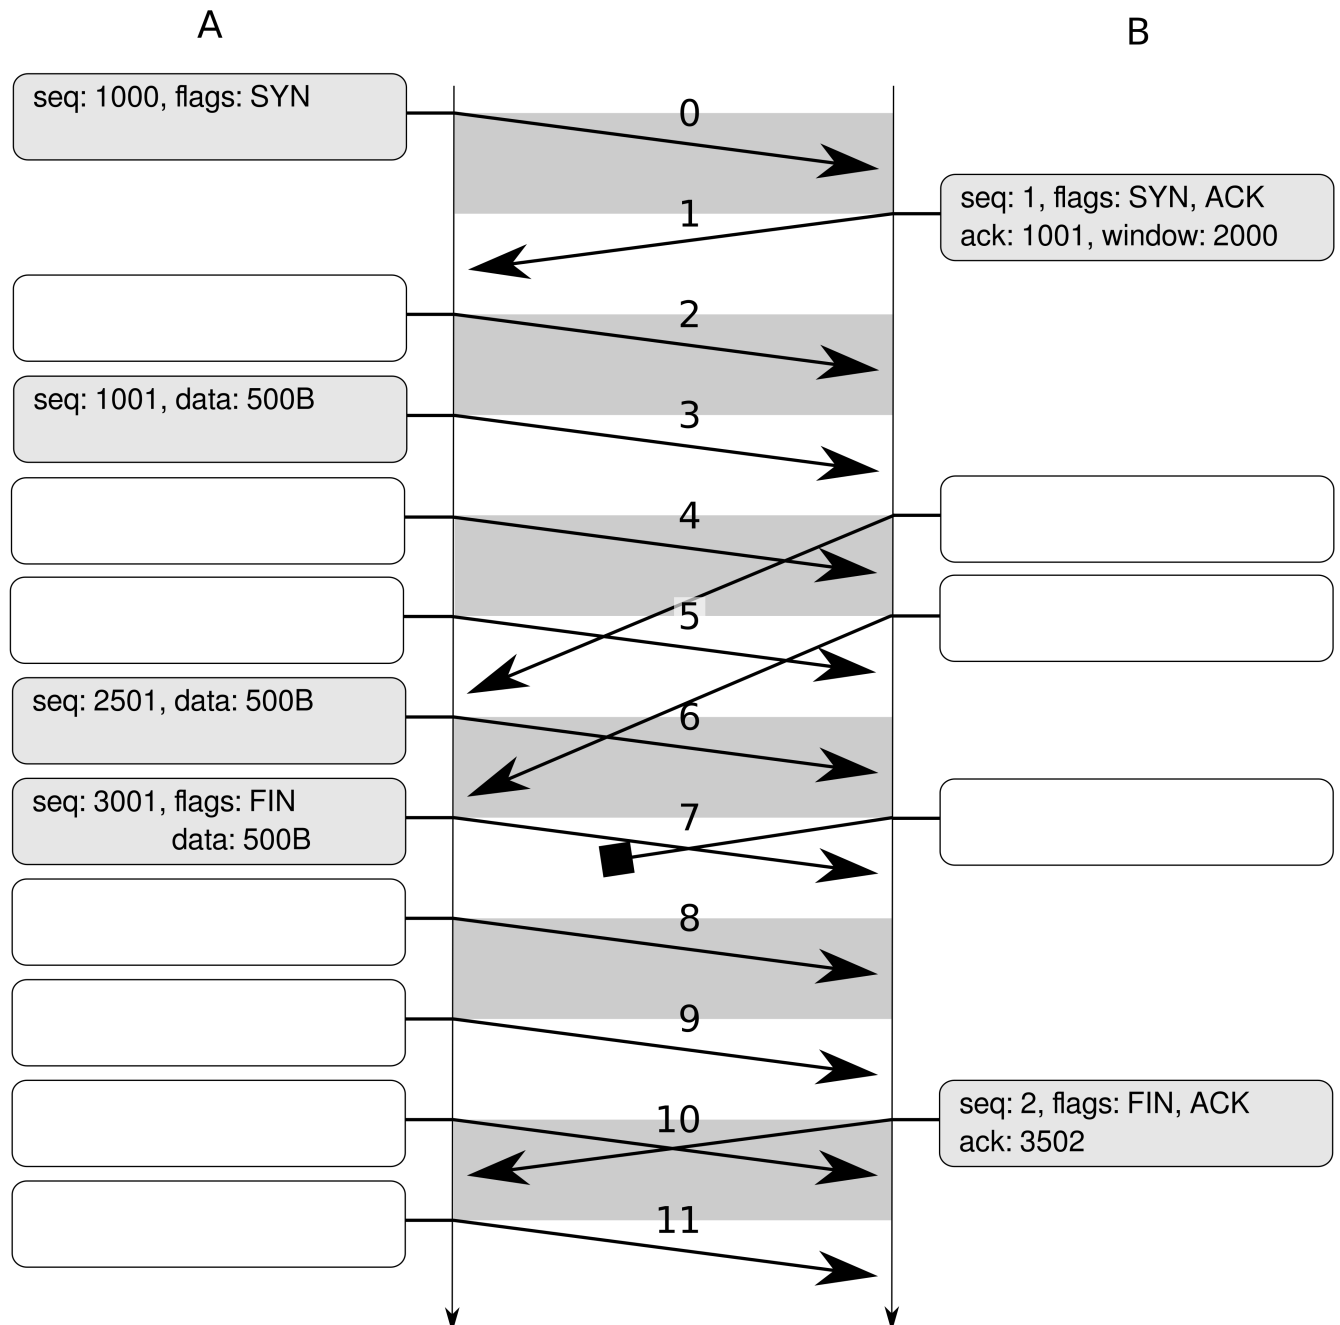 A
B
seq: 1000, flags: SYN
0
1
seq: 1, flags: SYN, ACK
ack: 1001, window: 2000
2
seq: 1001, data: 500B
3
4
5
seq: 2501, data: 500B
6
seq: 3001, flags: FIN
data: 500B
7
8
9
10
seq: 2, flags: FIN, ACK
ack: 3502
11